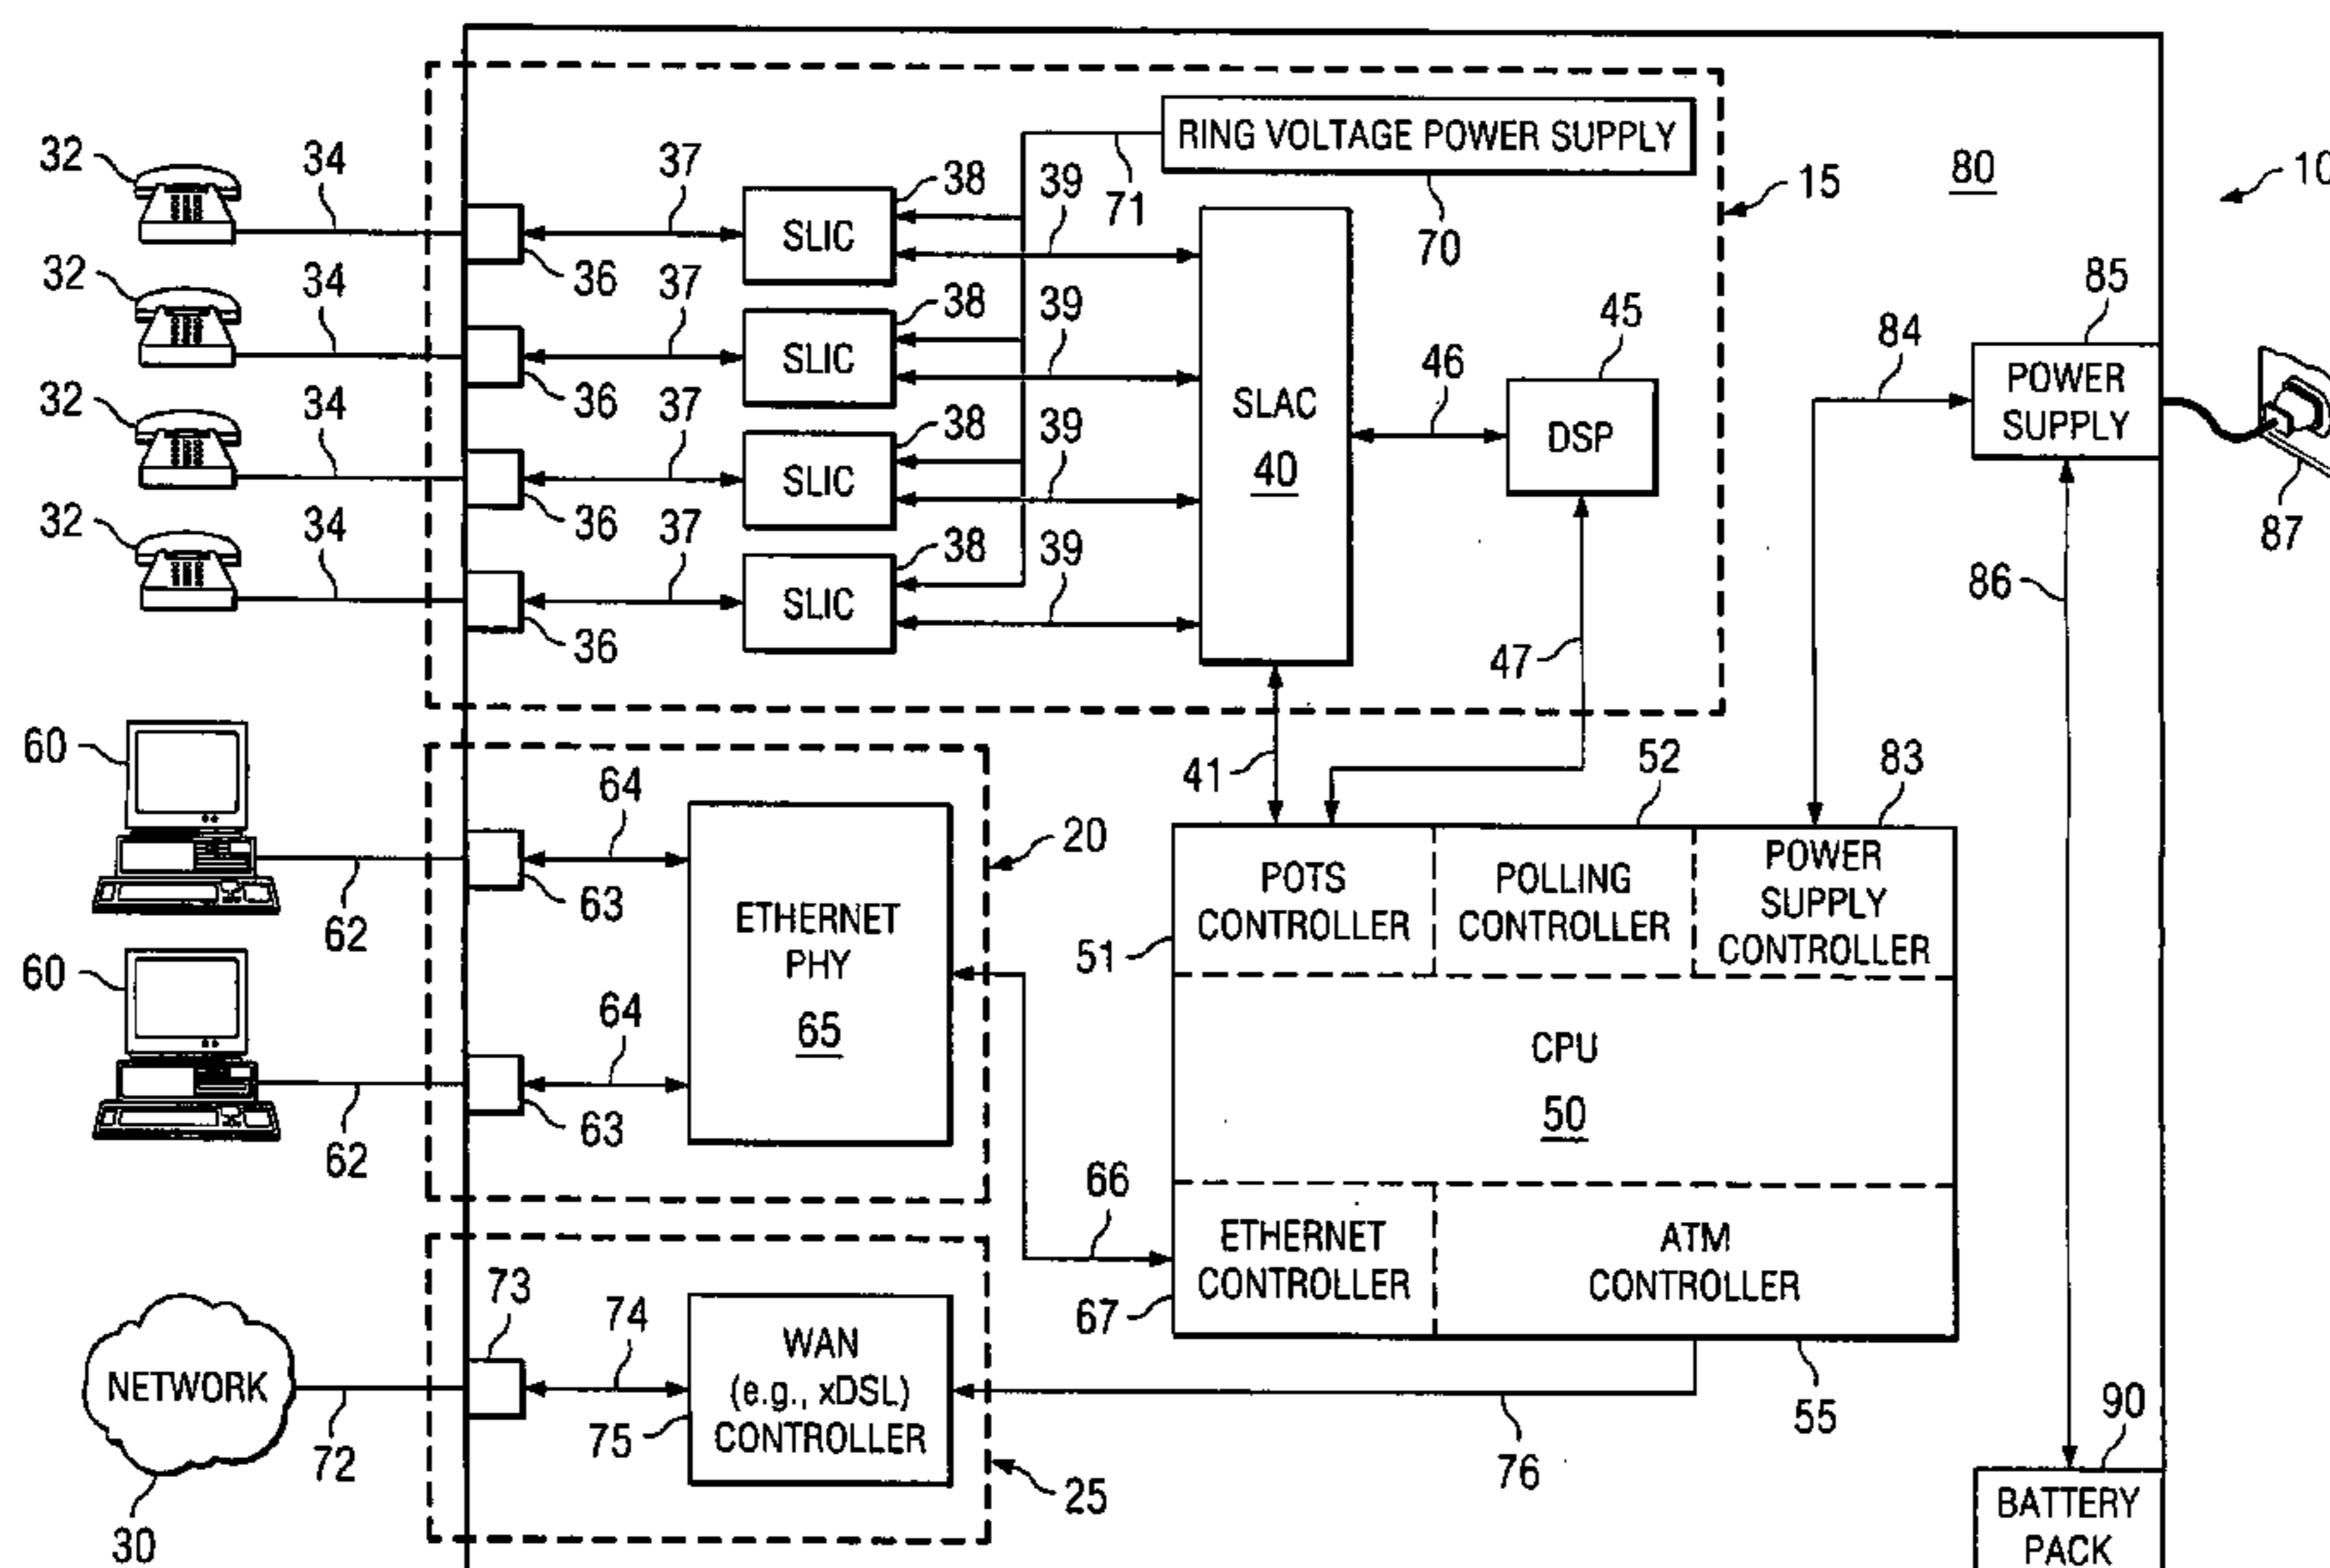 32
34
37
SLIC
38
39
71
RING VOLTAGE POWER SUPPLY
70
15
80
10
36
32
34
37
SLIC
38
39
36
32
34
37
SLIC
38
39
36
32
34
37
SLIC
38
39
36
SLAC
40
46
45
DSP
47
41
85
POWER
SUPPLY
84
87
86
60
62
63
64
60
62
63
64
ETHERNET
PHY
65
20
52
83
51
POTS
CONTROLLER
POLLING
CONTROLLER
POWER
SUPPLY
CONTROLLER
CPU
50
66
ETHERNET
CONTROLLER
67
ATM
CONTROLLER
55
NETWORK
30
72
73
74
WAN
(e.g., xDSL)
CONTROLLER
75
25
76
90
BATTERY
PACK